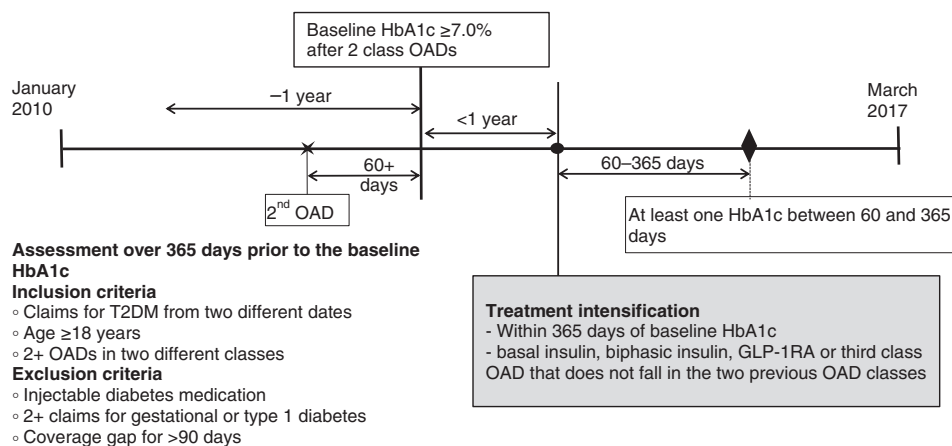 Baseline HbA1c ≥7.0%
after 2 class OADs
January
2010
March
2017
–1 year
<1 year
60+
days
60–365 days
2nd OAD
At least one HbA1c between 60 and 365
days
Assessment over 365 days prior to the baseline
HbA1c
Inclusion criteria
◦ Claims for T2DM from two different dates
◦ Age ≥18 years
◦ 2+ OADs in two different classes
Exclusion criteria
◦ Injectable diabetes medication
◦ 2+ claims for gestational or type 1 diabetes
◦ Coverage gap for >90 days
Treatment intensification
- Within 365 days of baseline HbA1c
- basal insulin, biphasic insulin, GLP-1RA or third class
OAD that does not fall in the two previous OAD classes